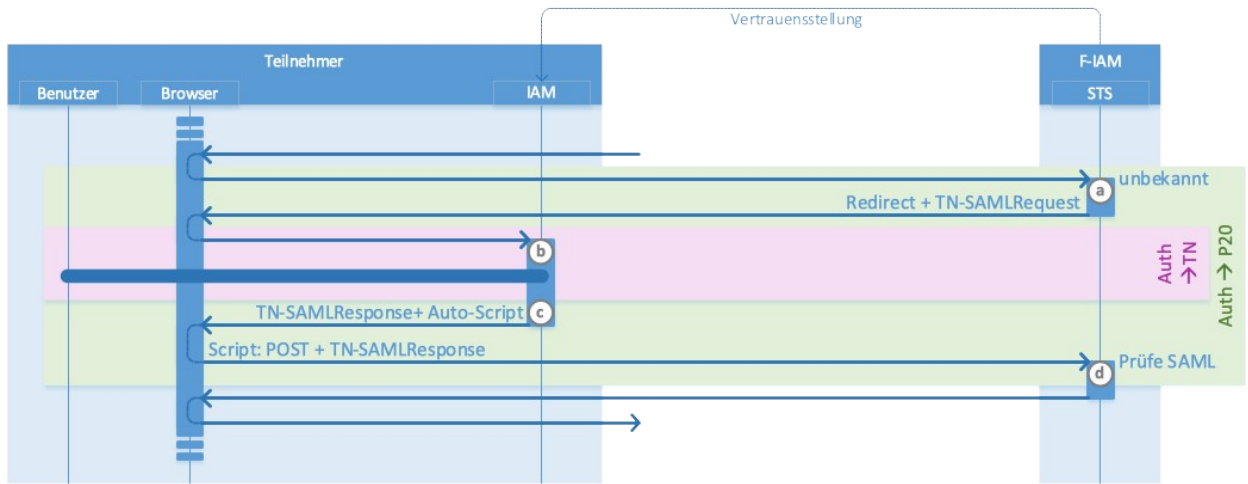 Vertrauensstellung
Teilnehmer
F-IAM
Benutzer
Browser
IAM
STS
a
unbekannt
Redirect + TN-SAMLRequest
b
Auth
→TN
Auth → P20
TN-SAMLResponse+ Auto-Script
c
Script: POST + TN-SAMLResponse
d
Prüfe SAML